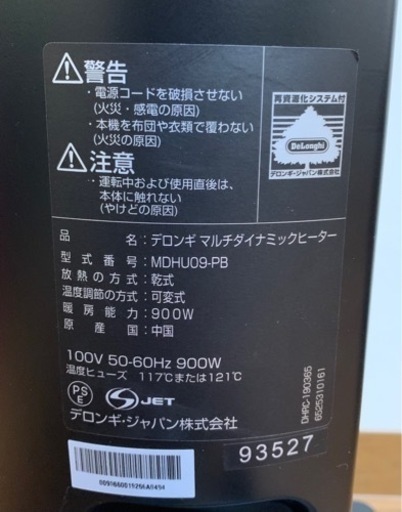 警告
・電源コードを破損させない
(火災・感電の原因)
・本機を布団や衣類で覆わない
(火災の原因)
注意
・運転中および使用直後は、
本体に触れない
(やけどの原因)
再資源化システム付
DeLonghi
デロンギ・ジャパン株式会社
品名：デロンギ マルチダイナミックヒーター
型式番号：MDHU09-PB
放熱の方式：乾式
温度調節の方式：可変式
暖房能力：900W
原産国：中国
100V 50-60Hz 900W
温度ヒューズ 117℃または121℃
PS
E
S JET
デロンギ・ジャパン株式会社
DHRC-190365
6525310161
93527